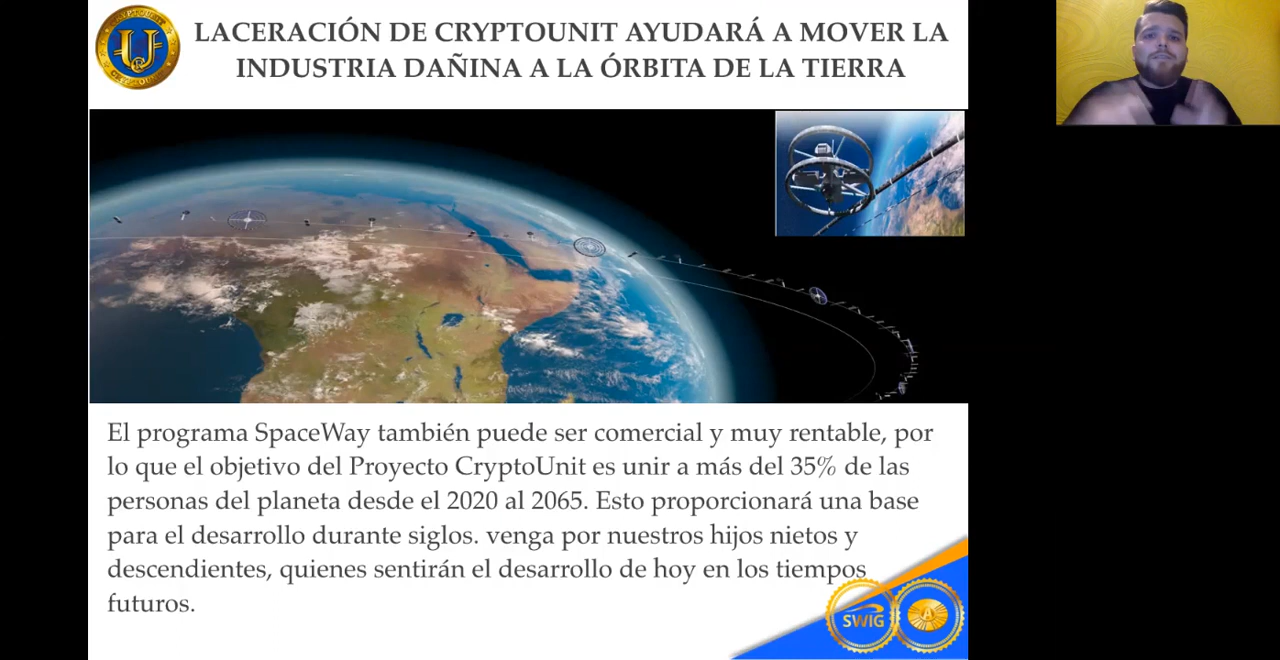 LACERACIÓN DE CRYPTOUNIT AYUDARÁ A MOVER LA
INDUSTRIA DAÑINA A LA ÓRBITA DE LA TIERRA
El programa SpaceWay también puede ser comercial y muy rentable, por
lo que el objetivo del Proyecto CryptoUnit es unir a más del 35% de las
personas del planeta desde el 2020 al 2065. Esto proporcionará una base
para el desarrollo durante siglos. venga por nuestros hijos nietos y
descendientes, quienes sentirán el desarrollo de hoy en los tiempos
futuros.
SWIG
A